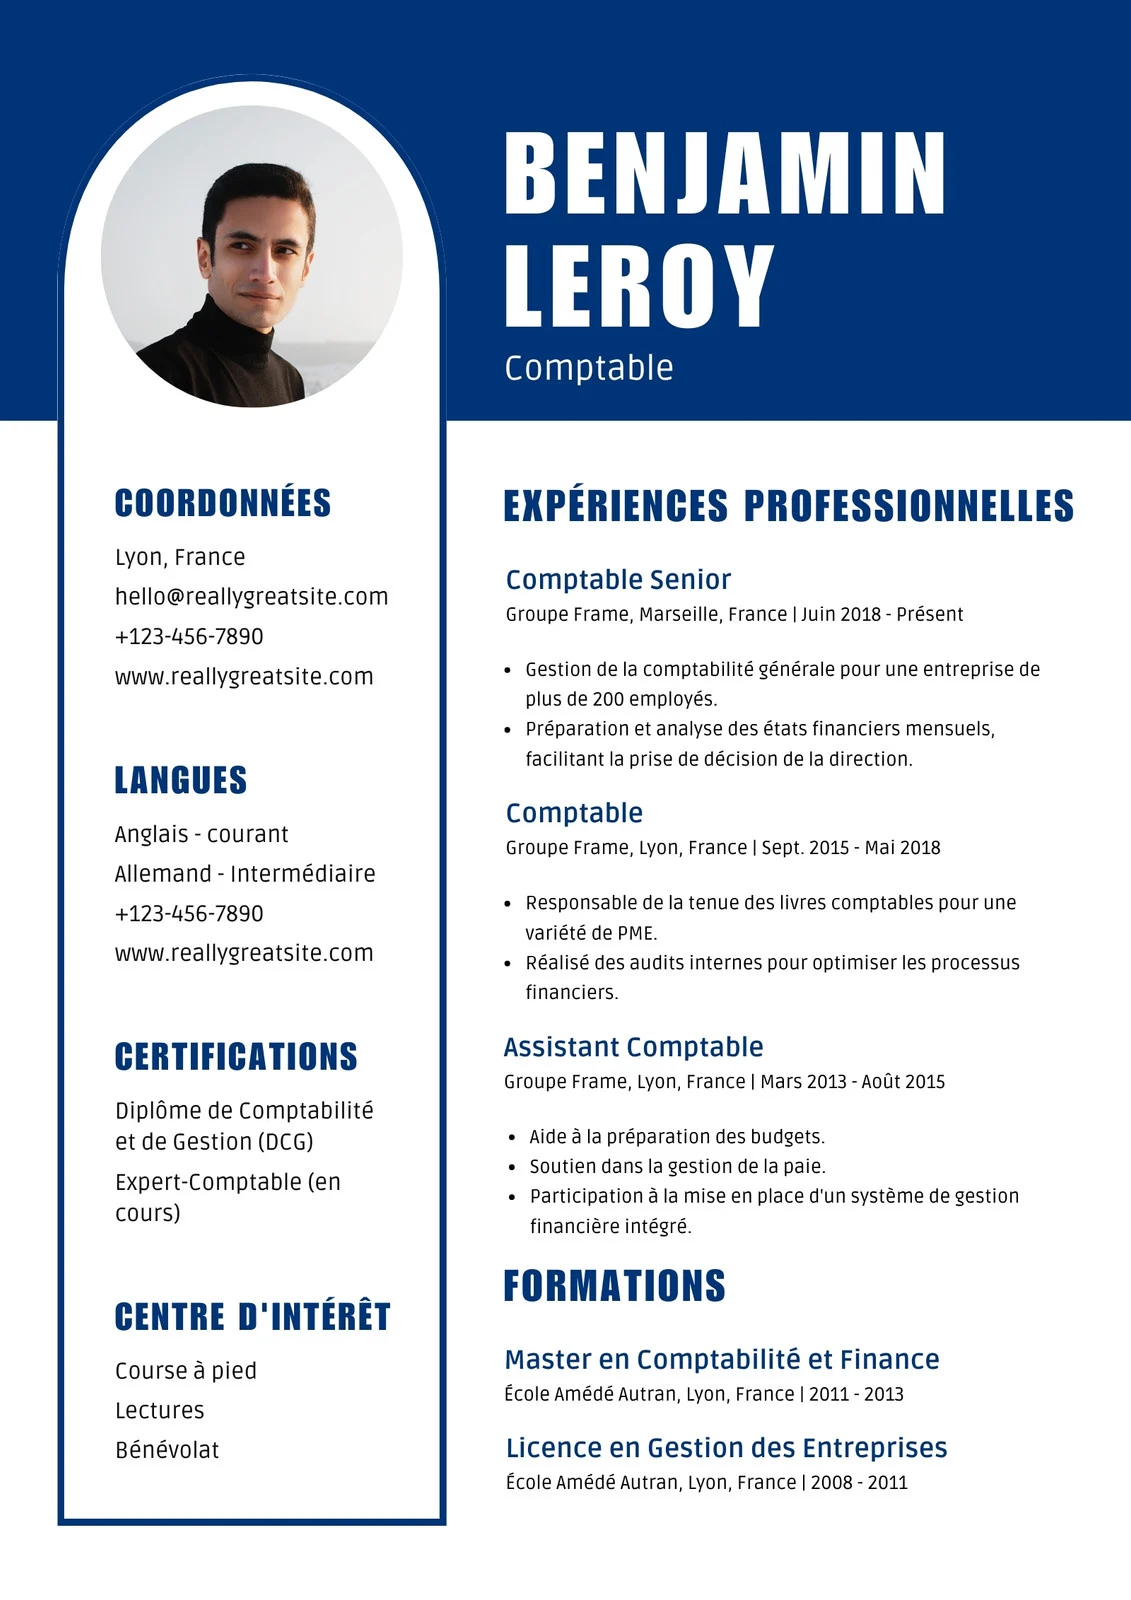 BENJAMIN
LEROY
Comptable
COORDONNÉES
Lyon, France
hello@reallygreatsite.com
+123-456-7890
www.reallygreatsite.com
LANGUES
Anglais - courant
Allemand - Intermédiaire
+123-456-7890
www.reallygreatsite.com
CERTIFICATIONS
Diplôme de Comptabilité
et de Gestion (DCG)
Expert-Comptable (en
cours)
CENTRE D'INTÉRÊT
Course à pied
Lectures
Bénévolat
EXPÉRIENCES PROFESSIONNELLES
Comptable Senior
Groupe Frame, Marseille, France | Juin 2018 - Présent
• Gestion de la comptabilité générale pour une entreprise de
plus de 200 employés.
• Préparation et analyse des états financiers mensuels,
facilitant la prise de décision de la direction.
Comptable
Groupe Frame, Lyon, France | Sept. 2015 - Mai 2018
• Responsable de la tenue des livres comptables pour une
variété de PME.
• Réalisé des audits internes pour optimiser les processus
financiers.
Assistant Comptable
Groupe Frame, Lyon, France | Mars 2013 - Août 2015
• Aide à la préparation des budgets.
• Soutien dans la gestion de la paie.
• Participation à la mise en place d'un système de gestion
financière intégré.
FORMATIONS
Master en Comptabilité et Finance
École Amédé Autran, Lyon, France | 2011 - 2013
Licence en Gestion des Entreprises
École Amédé Autran, Lyon, France | 2008 - 2011